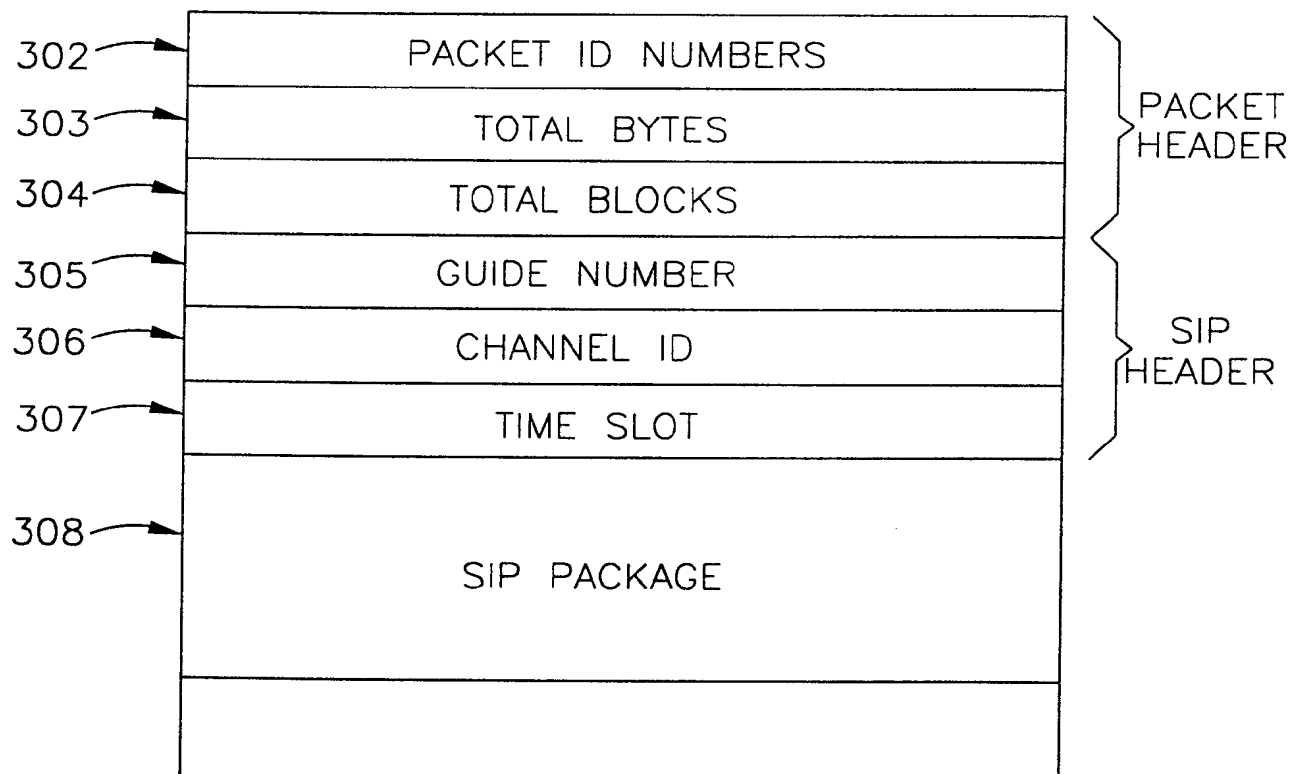 302 PACKET ID NUMBERS
303 TOTAL BYTES
304 TOTAL BLOCKS
PACKET
HEADER
305 GUIDE NUMBER
306 CHANNEL ID
307 TIME SLOT
SIP
HEADER
308 SIP PACKAGE